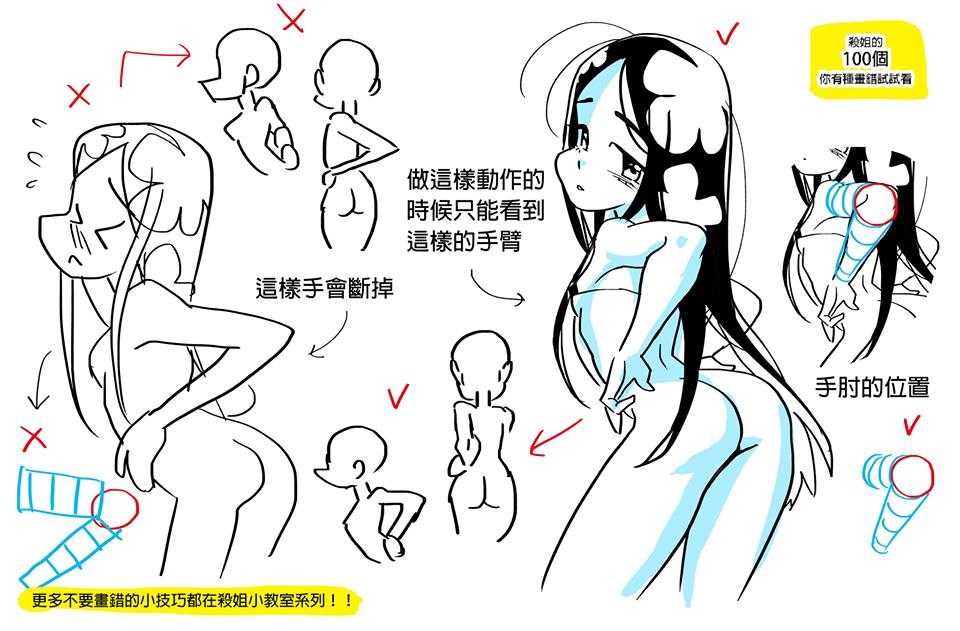 殺姐的
100個
你有種畫錯試試看
做這樣動作的
時候只能看到
這樣的手臂
這樣手會斷掉
手肘的位置
更多不要畫錯的小技巧都在殺姐小教室系列！！